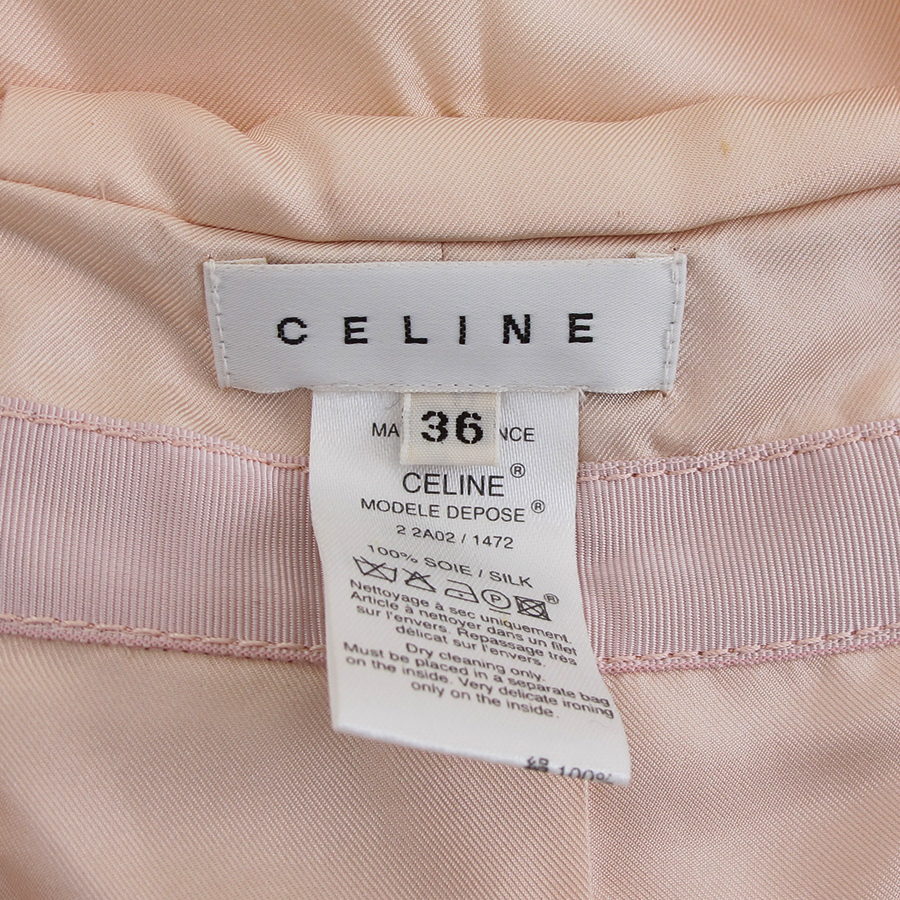 CELINE
36
MA NCE
CELINE®
MODELE DEPOSE®
2 2A02 / 1472
100% SOIE / SILK
P ®
Nettoyage à sec uniquement.
Article à nettoyer dans un filet
sur l'envers. Repassage très
délicat sur l'envers.
Dry cleaning only.
Must be placed in a separate bag
on the inside. Very delicate ironing
only on the inside.
絹 100%